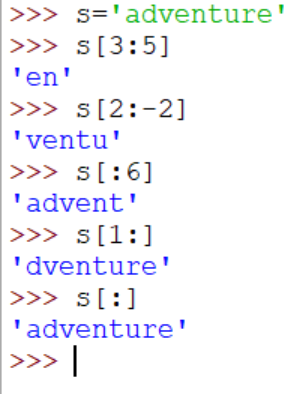 >>> s='adventure'
>>> s[3:5]
'en'
>>> s[2:-2]
'ventu'
>>> s[:6]
'advent'
>>> s[1:]
'dventure'
>>> s[:]
'adventure'
>>>